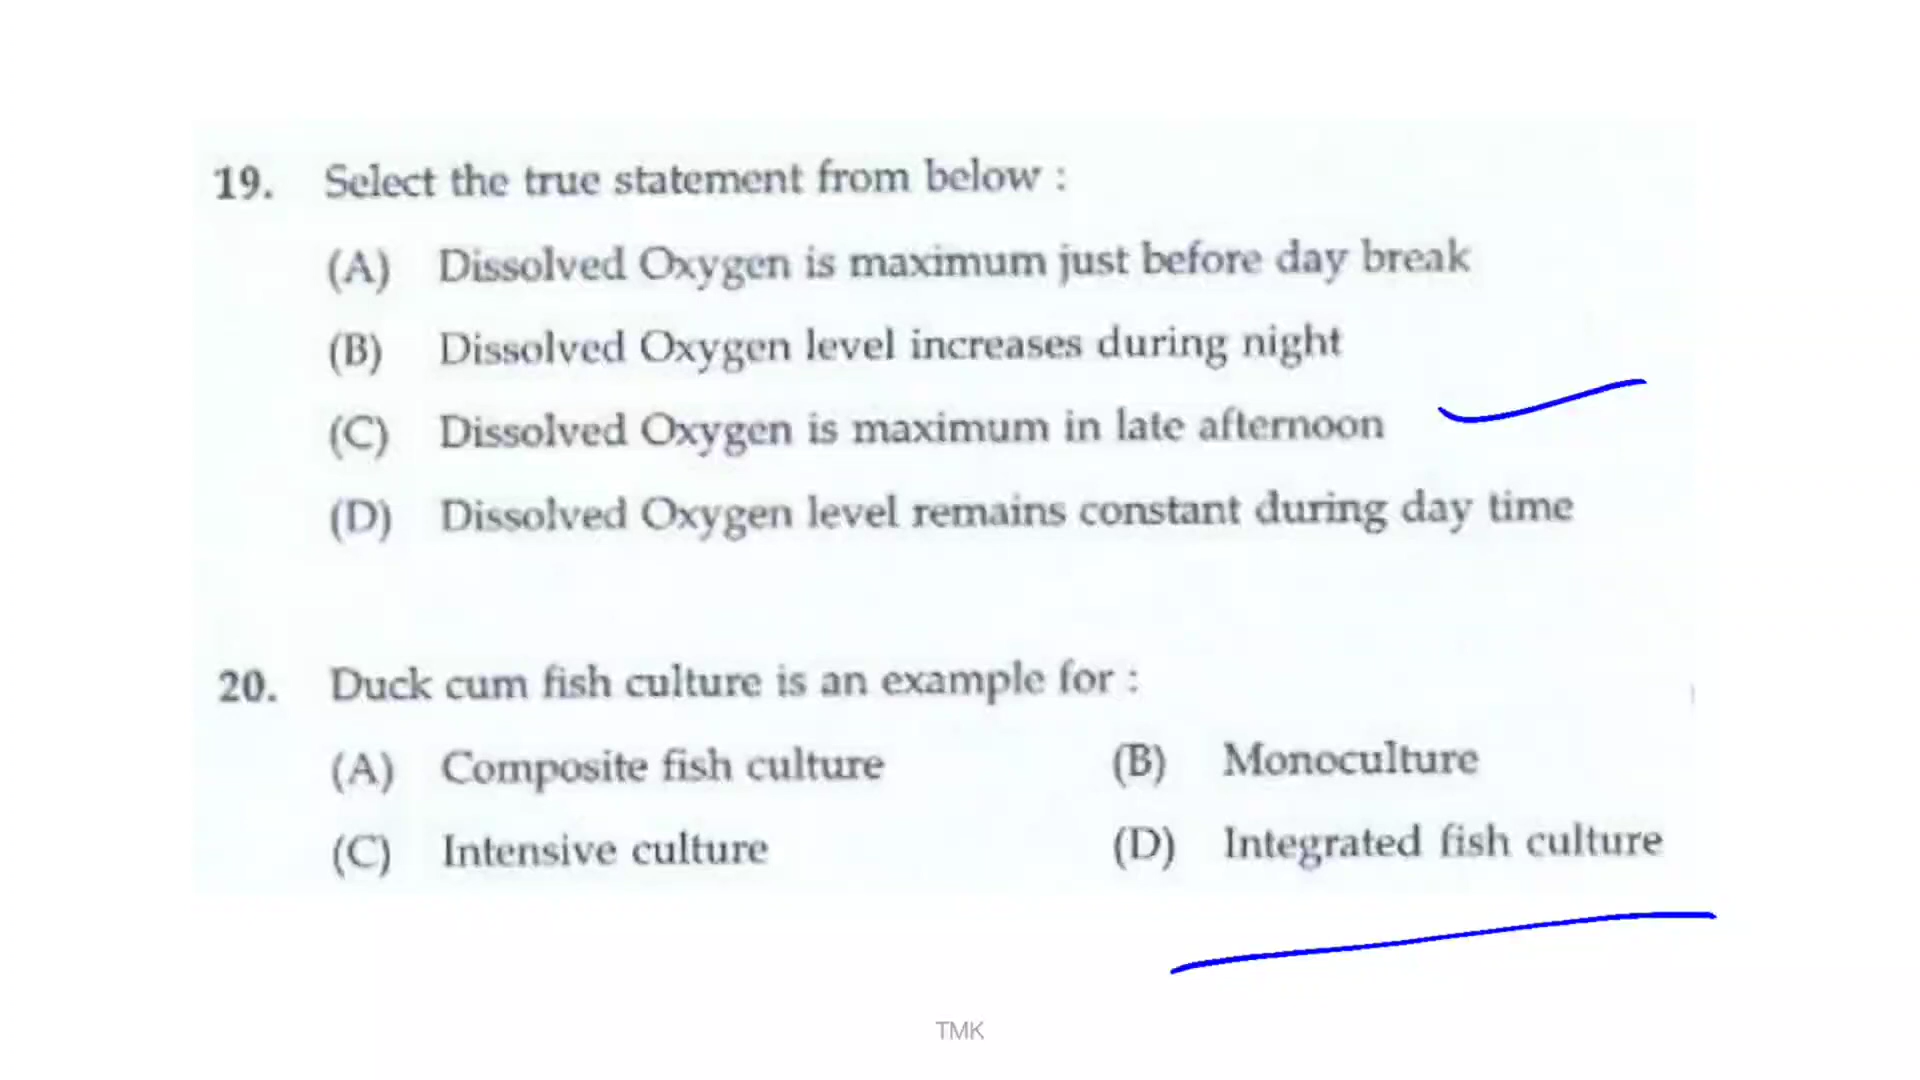 19. Select the true statement from below :
(A) Dissolved Oxygen is maximum just before day break
(B) Dissolved Oxygen level increases during night
(C) Dissolved Oxygen is maximum in late afternoon
(D) Dissolved Oxygen level remains constant during day time
20. Duck cum fish culture is an example for :
(A) Composite fish culture (B) Monoculture
(C) Intensive culture (D) Integrated fish culture
TMK